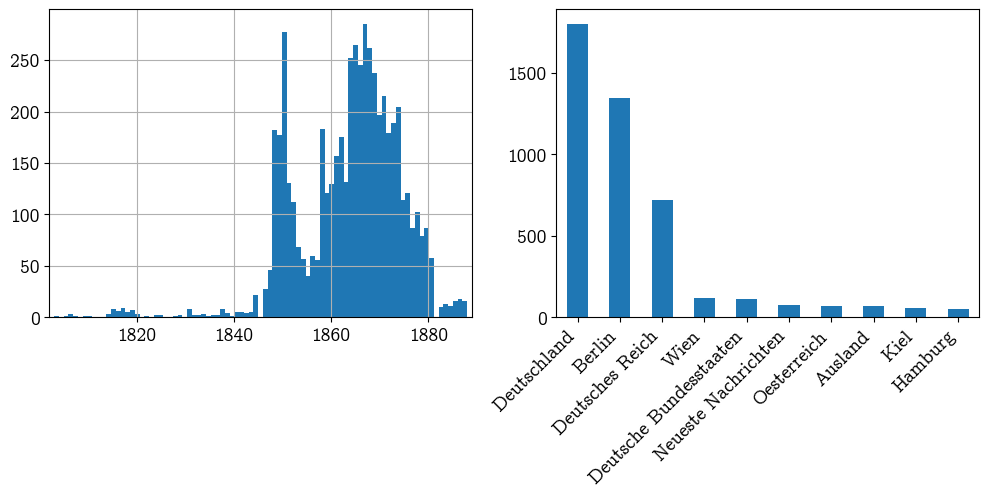 250
200
150
100
50
0
1820 1840 1860 1880
1500
1000
500
0
Deutschland
Berlin
Deutsches Reich
Wien
Deutsche Bundesstaaten
Neueste Nachrichten
Oesterreich
Ausland
Kiel
Hamburg